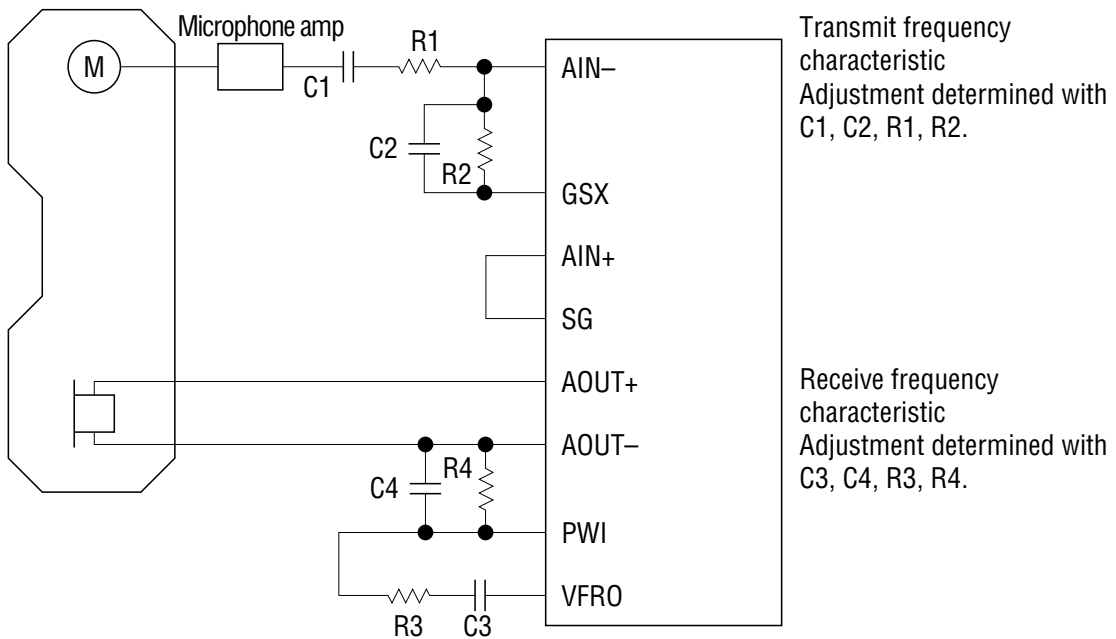 Microphone amp
M
C1
R1
C2
R2
AIN–
GSX
AIN+
SG
AOUT+
AOUT–
PWI
VFRO
C4
R4
R3
C3
Transmit frequency
characteristic
Adjustment determined with
C1, C2, R1, R2.
Receive frequency
characteristic
Adjustment determined with
C3, C4, R3, R4.